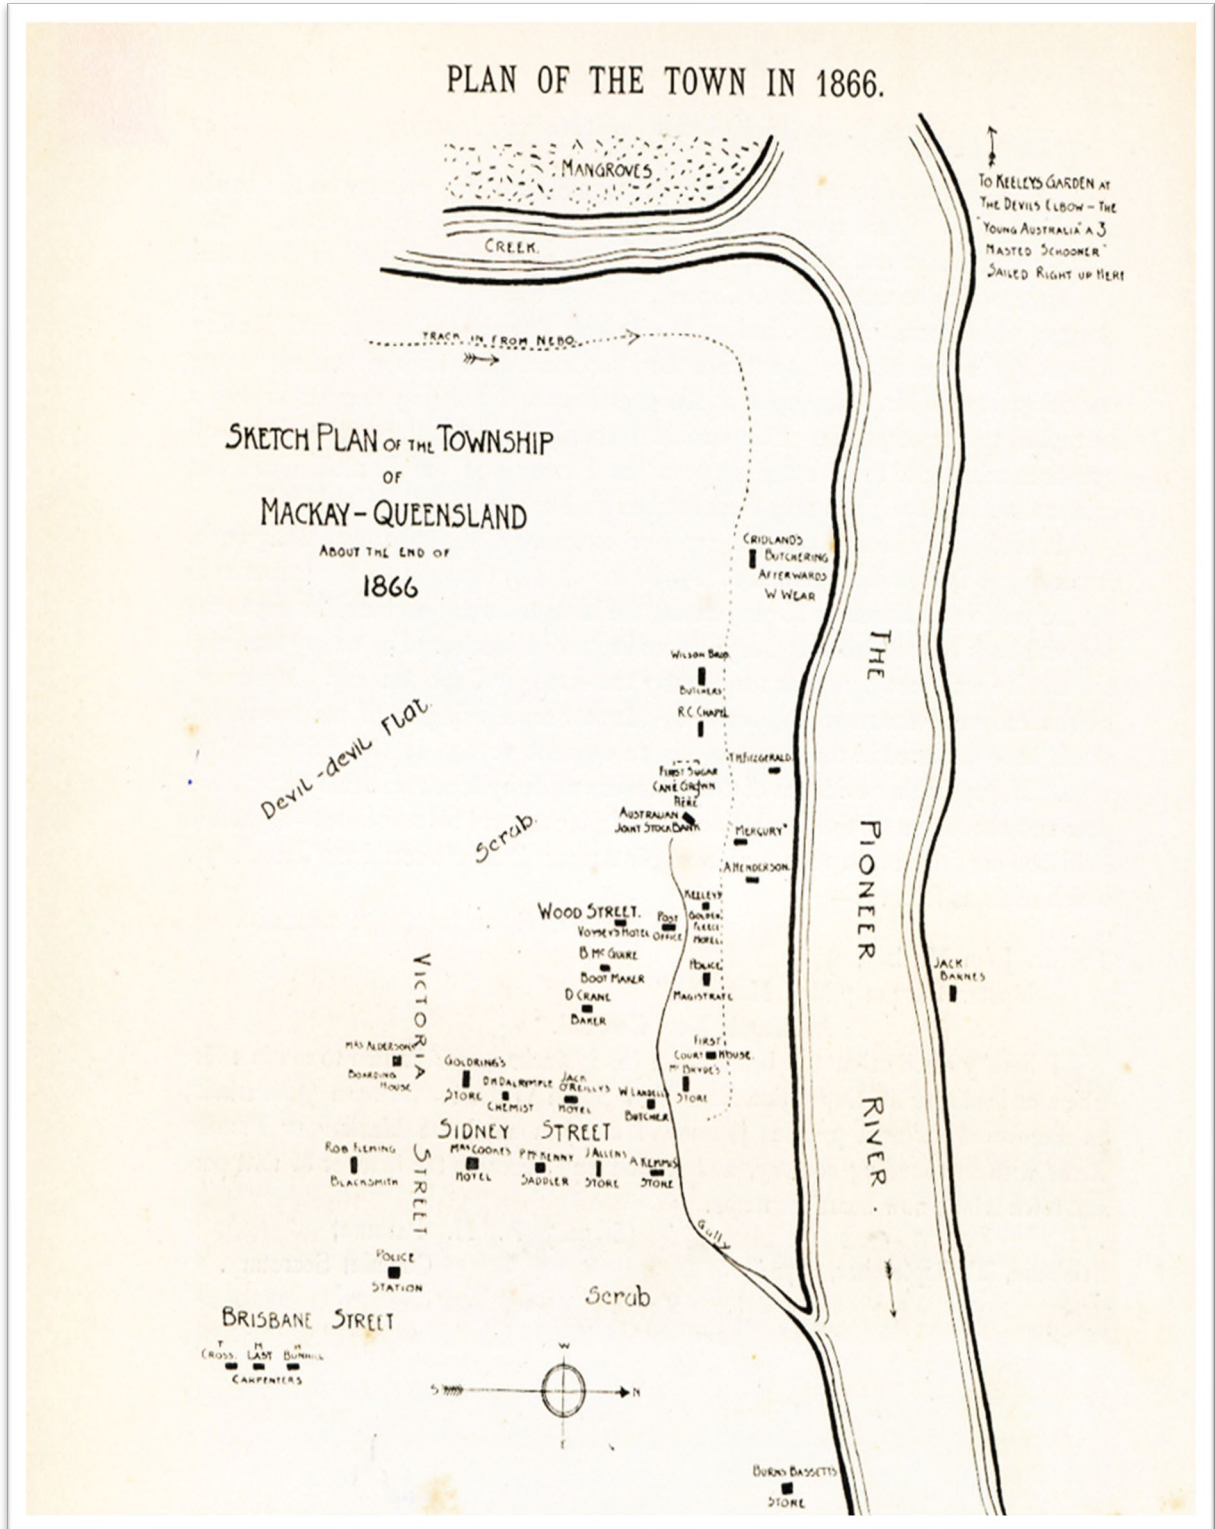 PLAN OF THE TOWN IN 1866.
MANGROVES
CREEK.
TO KEELEYS GARDEN AT
THE DEVILS ELBOW – THE
"YOUNG AUSTRALIA" A 3
MASTED SCHOONER
SAILED RIGHT UP HERE
TRACK IN FROM NEBO.
SKETCH PLAN OF THE TOWNSHIP
OF
MACKAY – QUEENSLAND
ABOUT THE END OF
1866
CRIDLANDS
BUTCHERING
AFTERWARDS
W WEAR
THE
PIONEER
RIVER.
WILSON BROS.
BUTCHERS
R.C. CHAPEL
Devil-devil Flat.
T.H. FITZGERALD.
FIRST SUGAR
CANE GROWN
HERE
AUSTRALIAN
JOINT STOCK BANK
Scrub.
"MERCURY"
A. HENDERSON.
KEELEYS
GOLDEN
FLEECE
HOTEL.
WOOD STREET.
VOYSEY'S HOTEL
POST
OFFICE
B McGUIRE
BOOT MAKER
POLICE
MAGISTRATE
D CRANE
BAKER
JACK
BARNES
VICTORIA
STREET
FIRST
COURT HOUSE.
McBRYDE'S
STORE
MRS ALDERSON
BOARDING
HOUSE
GOLDRING'S
STORE
D H DALRYMPLE
CHEMIST
JACK
O'REILLYS
HOTEL
BUTCHER
SIDNEY STREET
ROB FLEMING
BLACKSMITH
MRS COOKES
HOTEL
P McKENNY
SADDLER
J ALLENS
STORE
A KEMMIS
STORE
Gully
POLICE
STATION
Scrub
BRISBANE STREET
T
CROSS.
M
LAST
H
CARPENTERS
W
S
N
E
BURNS BASSETTS
STORE